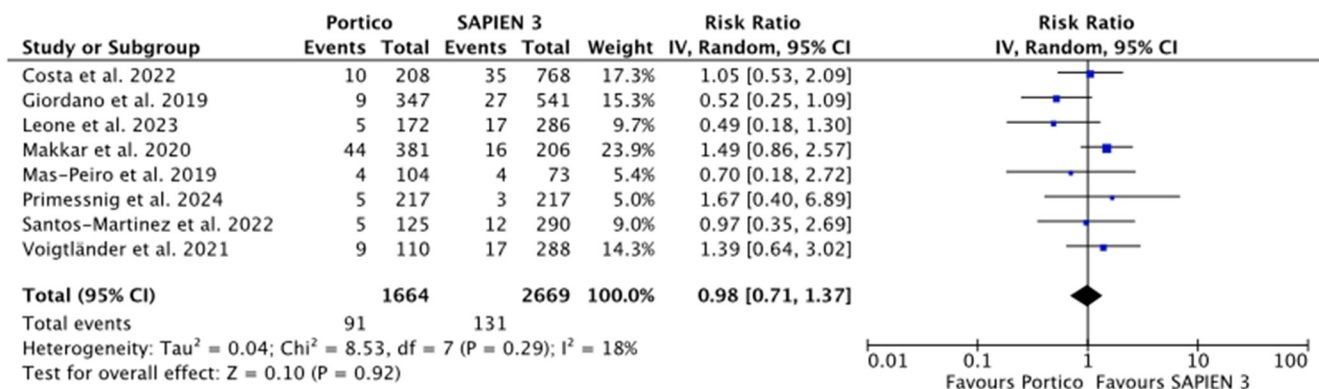 Portico SAPIEN 3 Risk Ratio Risk Ratio
Study or Subgroup Events Total Events Total Weight IV, Random, 95% CI IV, Random, 95% CI
Costa et al. 2022 10 208 35 768 17.3% 1.05 [0.53, 2.09]
Giordano et al. 2019 9 347 27 541 15.3% 0.52 [0.25, 1.09]
Leone et al. 2023 5 172 17 286 9.7% 0.49 [0.18, 1.30]
Makkar et al. 2020 44 381 16 206 23.9% 1.49 [0.86, 2.57]
Mas-Peiro et al. 2019 4 104 4 73 5.4% 0.70 [0.18, 2.72]
Primessnig et al. 2024 5 217 3 217 5.0% 1.67 [0.40, 6.89]
Santos-Martinez et al. 2022 5 125 12 290 9.0% 0.97 [0.35, 2.69]
Voigtländer et al. 2021 9 110 17 288 14.3% 1.39 [0.64, 3.02]
Total (95% CI) 1664 2669 100.0% 0.98 [0.71, 1.37]
Total events 91 131
Heterogeneity: Tau² = 0.04; Chi² = 8.53, df = 7 (P = 0.29); I² = 18%
Test for overall effect: Z = 0.10 (P = 0.92)
0.01 0.1 1 10 100
Favours Portico Favours SAPIEN 3